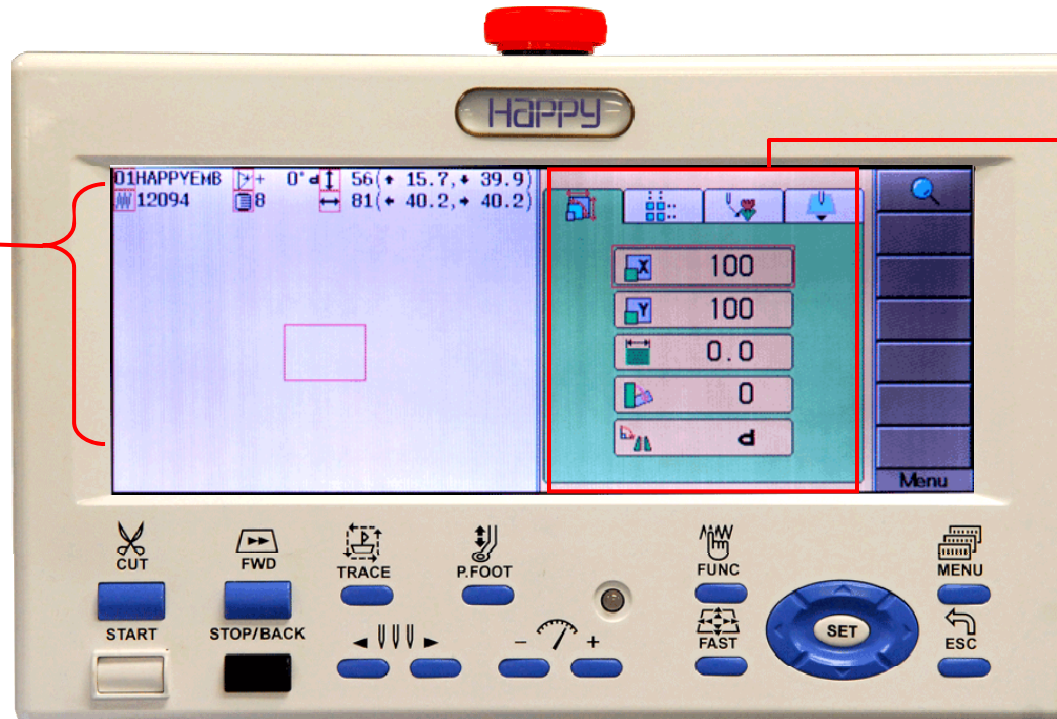 Happy
01HAPPYEMB + 0° d 56(↑ 15.7,↓ 39.9)
12094 8 ↔ 81(← 40.2,→ 40.2)
X 100
Y 100
0.0
0
d
Menu
CUT
FWD
TRACE
P.FOOT
FUNC
MENU
START
STOP/BACK
- +
FAST
SET
ESC